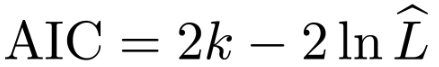 AIC = 2k − 2 ln L̂